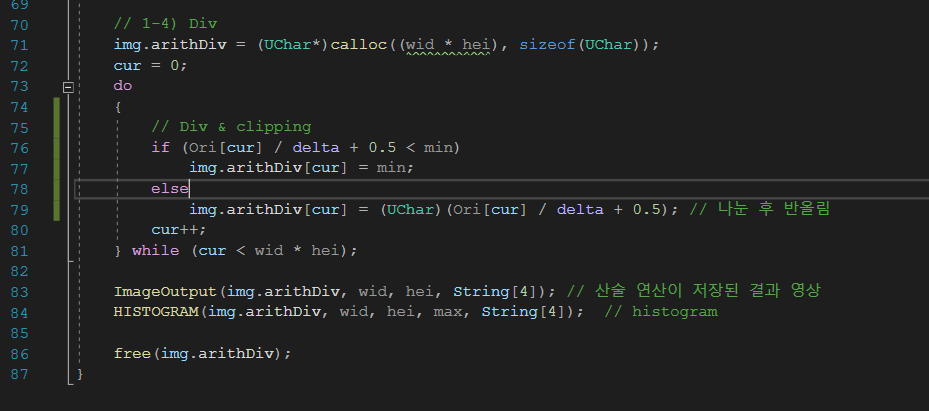 69
70 // 1-4) Div
71 img.arithDiv = (UChar*)calloc((wid * hei), sizeof(UChar));
72 cur = 0;
73 do
74 {
75 // Div & clipping
76 if (Ori[cur] / delta + 0.5 < min)
77 img.arithDiv[cur] = min;
78 else
79 img.arithDiv[cur] = (UChar)(Ori[cur] / delta + 0.5); // 나눈 후 반올림
80 cur++;
81 } while (cur < wid * hei);
82
83 ImageOutput(img.arithDiv, wid, hei, String[4]); // 산술 연산이 저장된 결과 영상
84 HISTOGRAM(img.arithDiv, wid, hei, max, String[4]); // histogram
85
86 free(img.arithDiv);
87 }